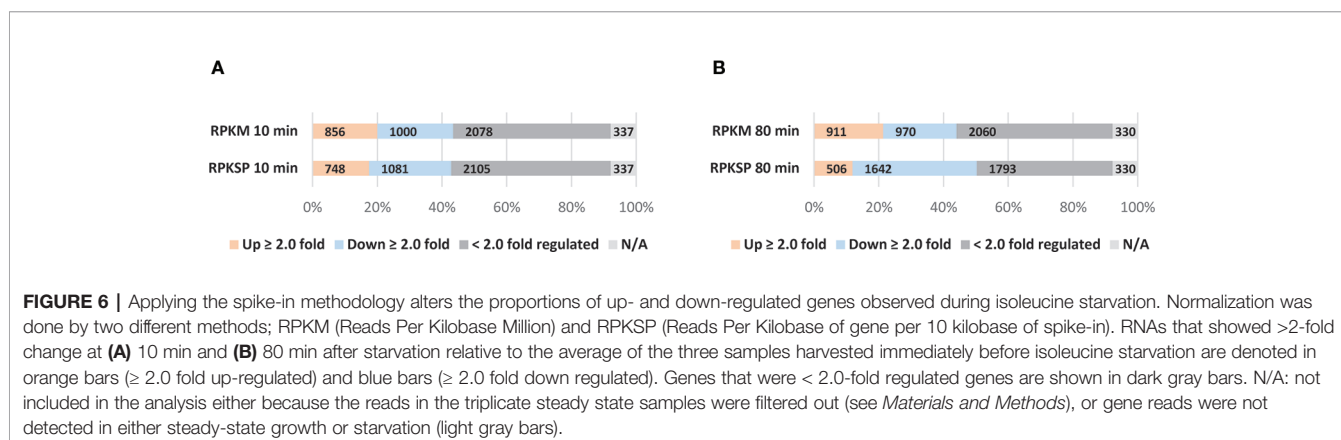 A
RPKM 10 min 856 1000 2078 337
RPKSP 10 min 748 1081 2105 337
0% 20% 40% 60% 80% 100%
Up ≥ 2.0 fold Down ≥ 2.0 fold < 2.0 fold regulated N/A
B
RPKM 80 min 911 970 2060 330
RPKSP 80 min 506 1642 1793 330
0% 20% 40% 60% 80% 100%
Up ≥ 2.0 fold Down ≥ 2.0 fold < 2.0 fold regulated N/A
FIGURE 6 | Applying the spike-in methodology alters the proportions of up- and down-regulated genes observed during isoleucine starvation. Normalization was
done by two different methods; RPKM (Reads Per Kilobase Million) and RPKSP (Reads Per Kilobase of gene per 10 kilobase of spike-in). RNAs that showed >2-fold
change at (A) 10 min and (B) 80 min after starvation relative to the average of the three samples harvested immediately before isoleucine starvation are denoted in
orange bars (≥ 2.0 fold up-regulated) and blue bars (≥ 2.0 fold down regulated). Genes that were < 2.0-fold regulated genes are shown in dark gray bars. N/A: not
included in the analysis either because the reads in the triplicate steady state samples were filtered out (see Materials and Methods), or gene reads were not
detected in either steady-state growth or starvation (light gray bars).